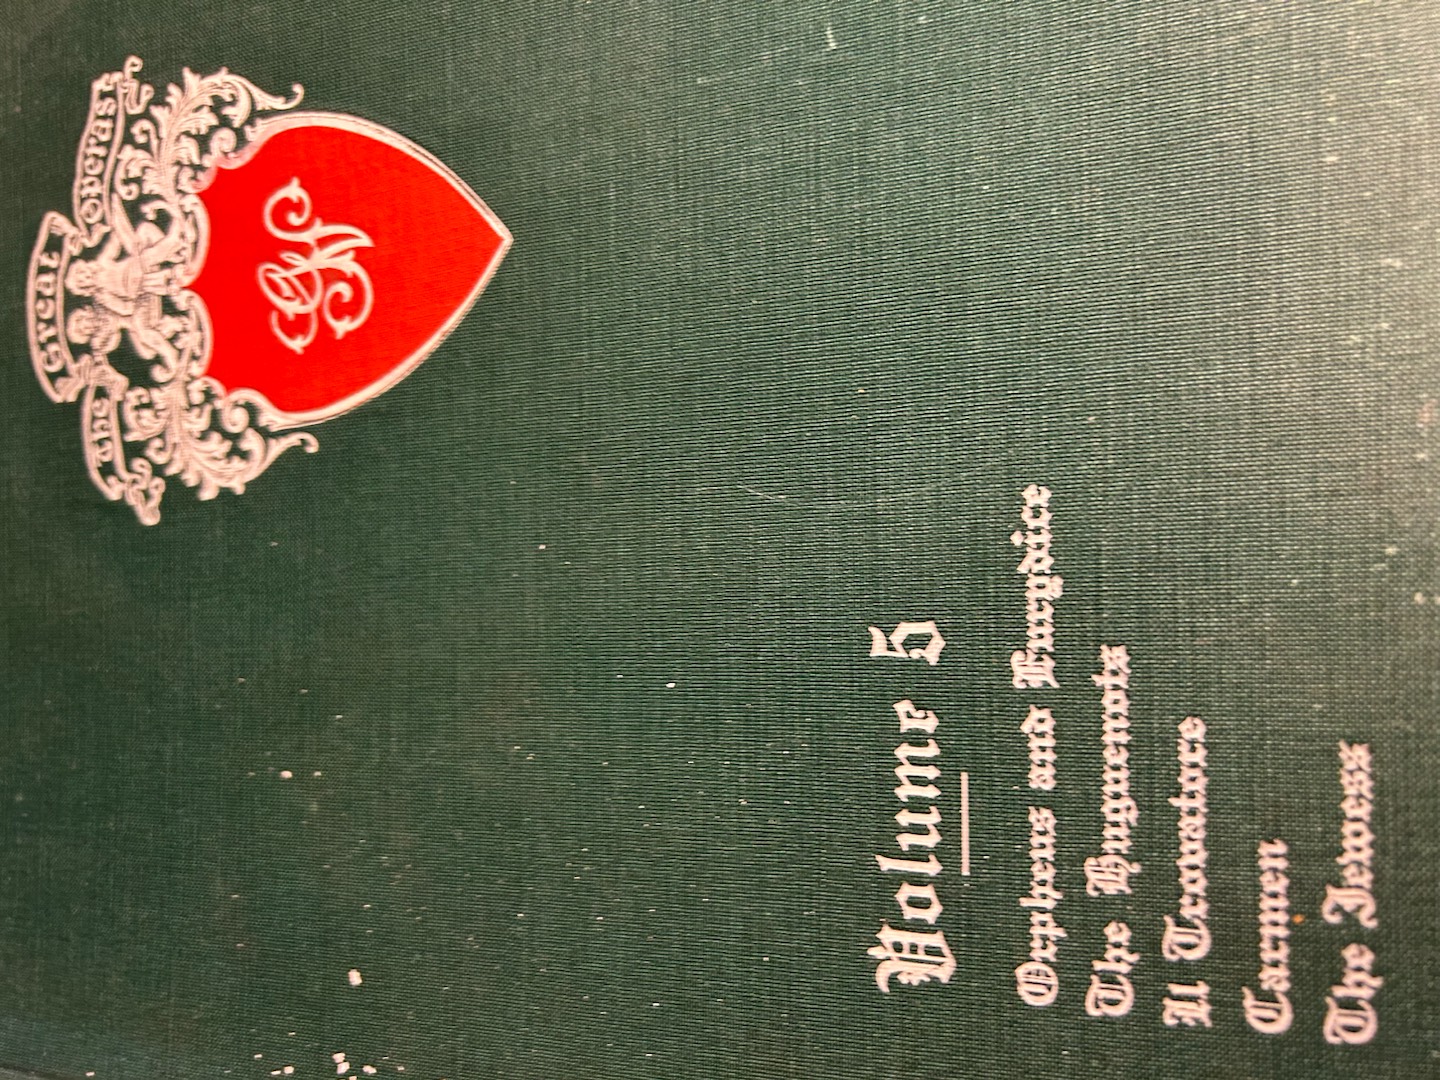 The Great Operas
Volume 5
Orpheus and Eurydice
The Huguenots
Il Trovatore
Carmen
The Jewess